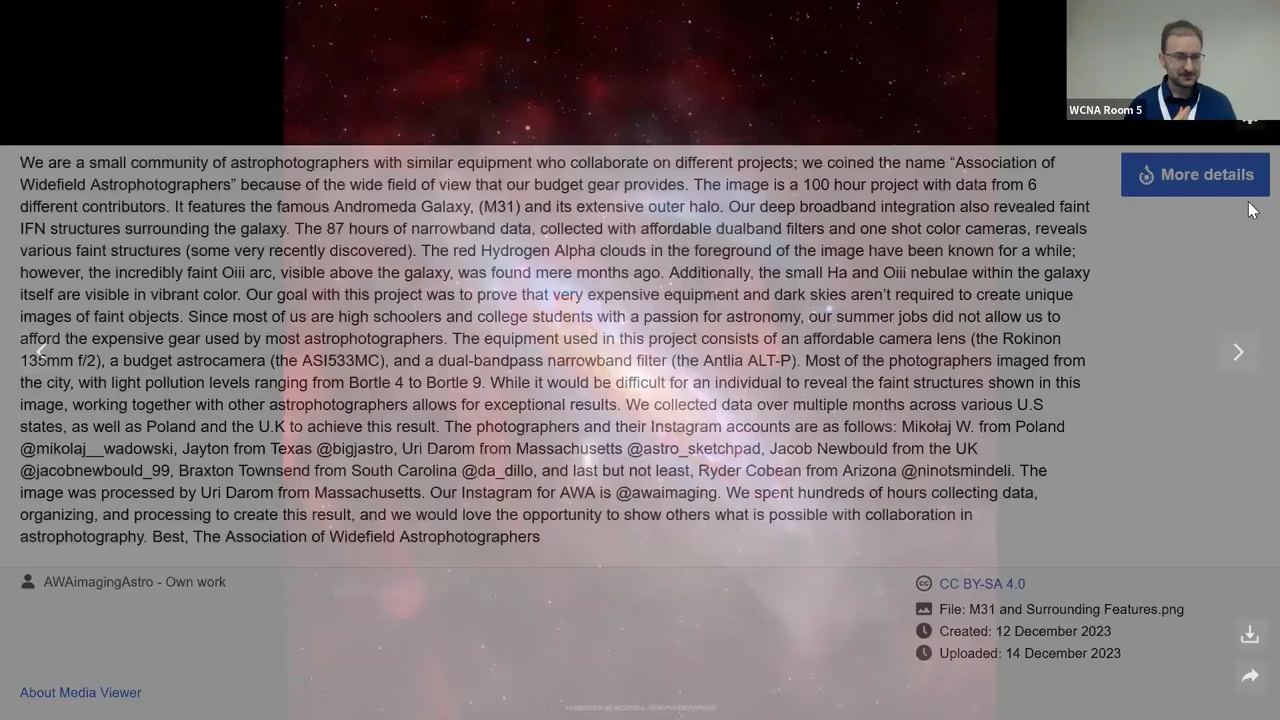 WCNA Room 5
We are a small community of astrophotographers with similar equipment who collaborate on different projects; we coined the name “Association of
Widefield Astrophotographers” because of the wide field of view that our budget gear provides. The image is a 100 hour project with data from 6
different contributors. It features the famous Andromeda Galaxy, (M31) and its extensive outer halo. Our deep broadband integration also revealed faint
IFN structures surrounding the galaxy. The 87 hours of narrowband data, collected with affordable dualband filters and one shot color cameras, reveals
various faint structures (some very recently discovered). The red Hydrogen Alpha clouds in the foreground of the image have been known for a while;
however, the incredibly faint Oiii arc, visible above the galaxy, was found mere months ago. Additionally, the small Ha and Oiii nebulae within the galaxy
itself are visible in vibrant color. Our goal with this project was to prove that very expensive equipment and dark skies aren’t required to create unique
images of faint objects. Since most of us are high schoolers and college students with a passion for astronomy, our summer jobs did not allow us to
afford the expensive gear used by most astrophotographers. The equipment used in this project consists of an affordable camera lens (the Rokinon
135mm f/2), a budget astrocamera (the ASI533MC), and a dual-bandpass narrowband filter (the Antlia ALT-P). Most of the photographers imaged from
the city, with light pollution levels ranging from Bortle 4 to Bortle 9. While it would be difficult for an individual to reveal the faint structures shown in this
image, working together with other astrophotographers allows for exceptional results. We collected data over multiple months across various U.S
states, as well as Poland and the U.K to achieve this result. The photographers and their Instagram accounts are as follows: Mikołaj W. from Poland
@mikolaj__wadowski, Jayton from Texas @bigjastro, Uri Darom from Massachusetts @astro_sketchpad, Jacob Newbould from the UK
@jacobnewbould_99, Braxton Townsend from South Carolina @da_dillo, and last but not least, Ryder Cobean from Arizona @ninotsmindeli. The
image was processed by Uri Darom from Massachusetts. Our Instagram for AWA is @awaimaging. We spent hundreds of hours collecting data,
organizing, and processing to create this result, and we would love the opportunity to show others what is possible with collaboration in
astrophotography. Best, The Association of Widefield Astrophotographers
More details
AWAimagingAstro - Own work
CC BY-SA 4.0
File: M31 and Surrounding Features.png
Created: 12 December 2023
Uploaded: 14 December 2023
About Media Viewer